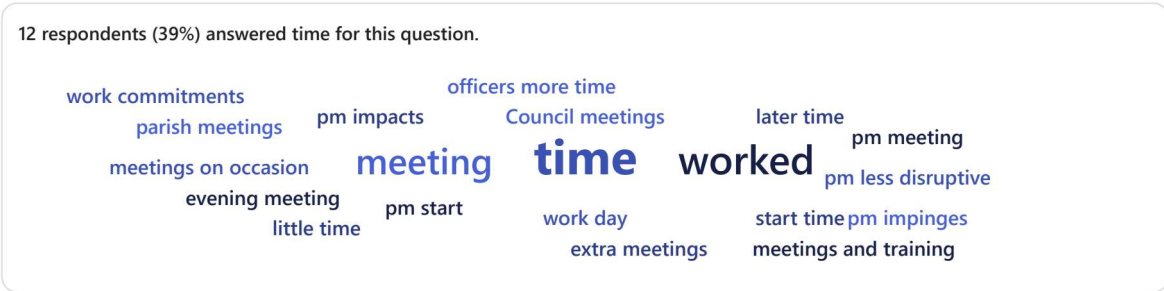 12 respondents (39%) answered time for this question.
officers more time
work commitments
pm impacts
Council meetings
later time
parish meetings
pm meeting
meetings on occasion
meeting
time
worked
pm less disruptive
evening meeting
pm start
work day
start time
pm impinges
little time
extra meetings
meetings and training